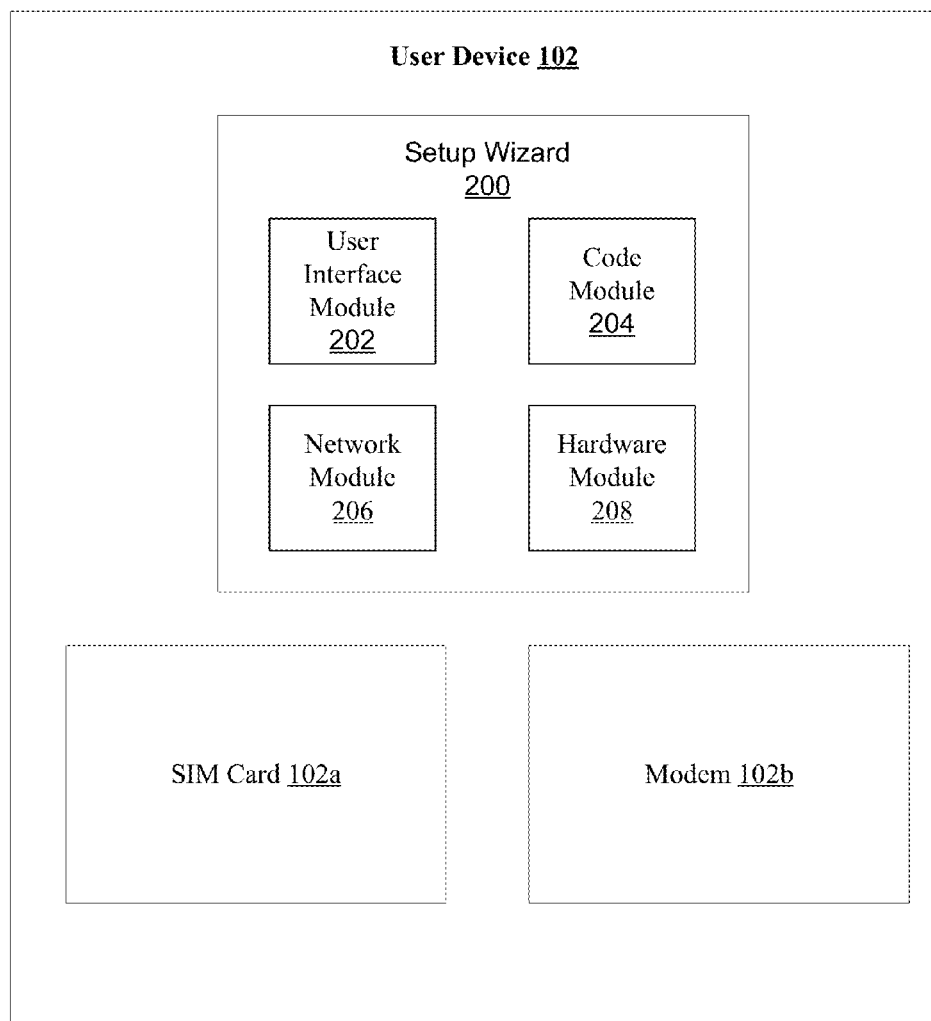 User Device 102
Setup Wizard
200
User
Interface
Module
202
Code
Module
204
Network
Module
206
Hardware
Module
208
SIM Card 102a
Modem 102b